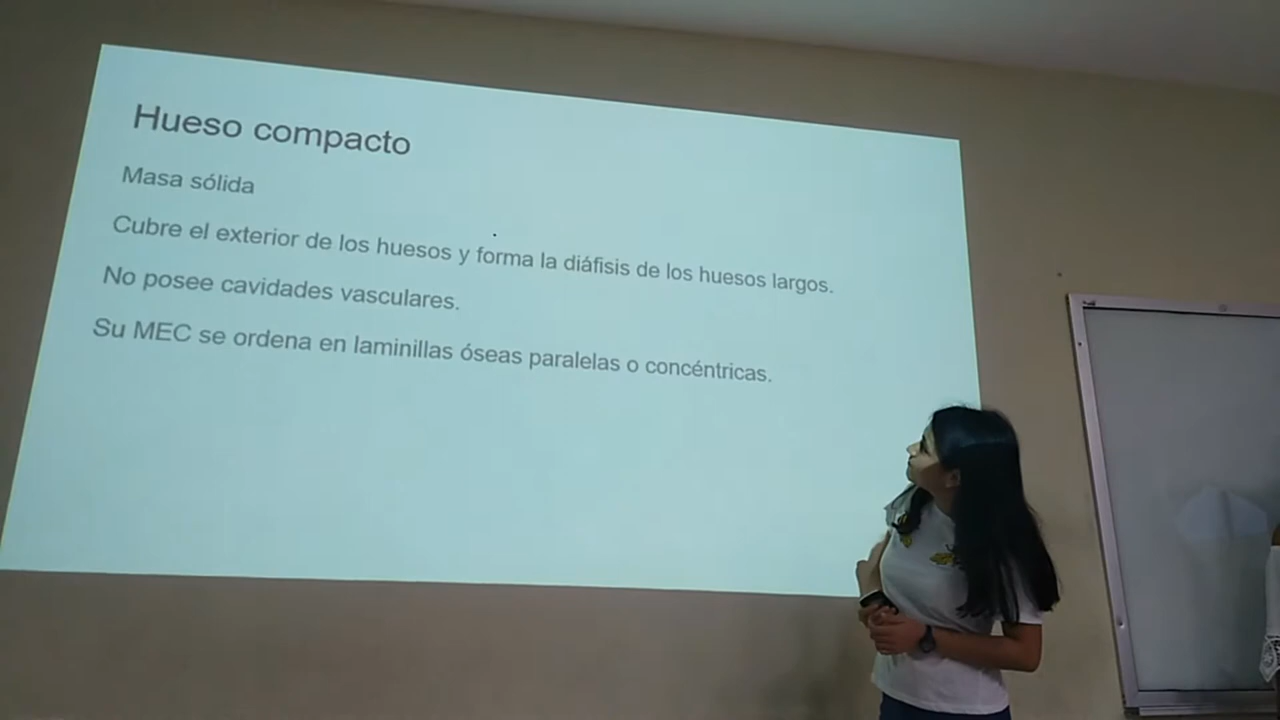 Hueso compacto
Masa sólida
Cubre el exterior de los huesos y forma la diáfisis de los huesos largos.
No posee cavidades vasculares.
Su MEC se ordena en laminillas óseas paralelas o concéntricas.